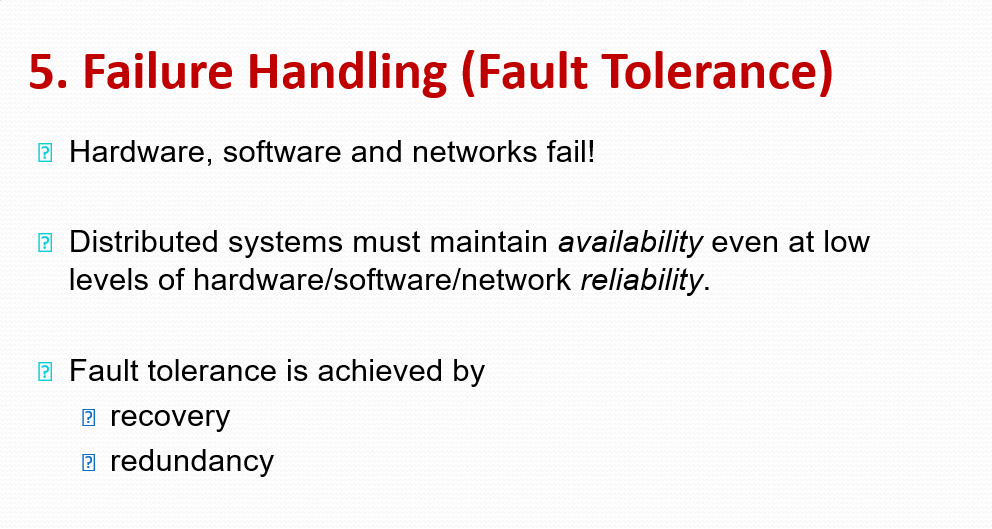 5. Failure Handling (Fault Tolerance)
Hardware, software and networks fail!
Distributed systems must maintain availability even at low
levels of hardware/software/network reliability.
Fault tolerance is achieved by
recovery
redundancy